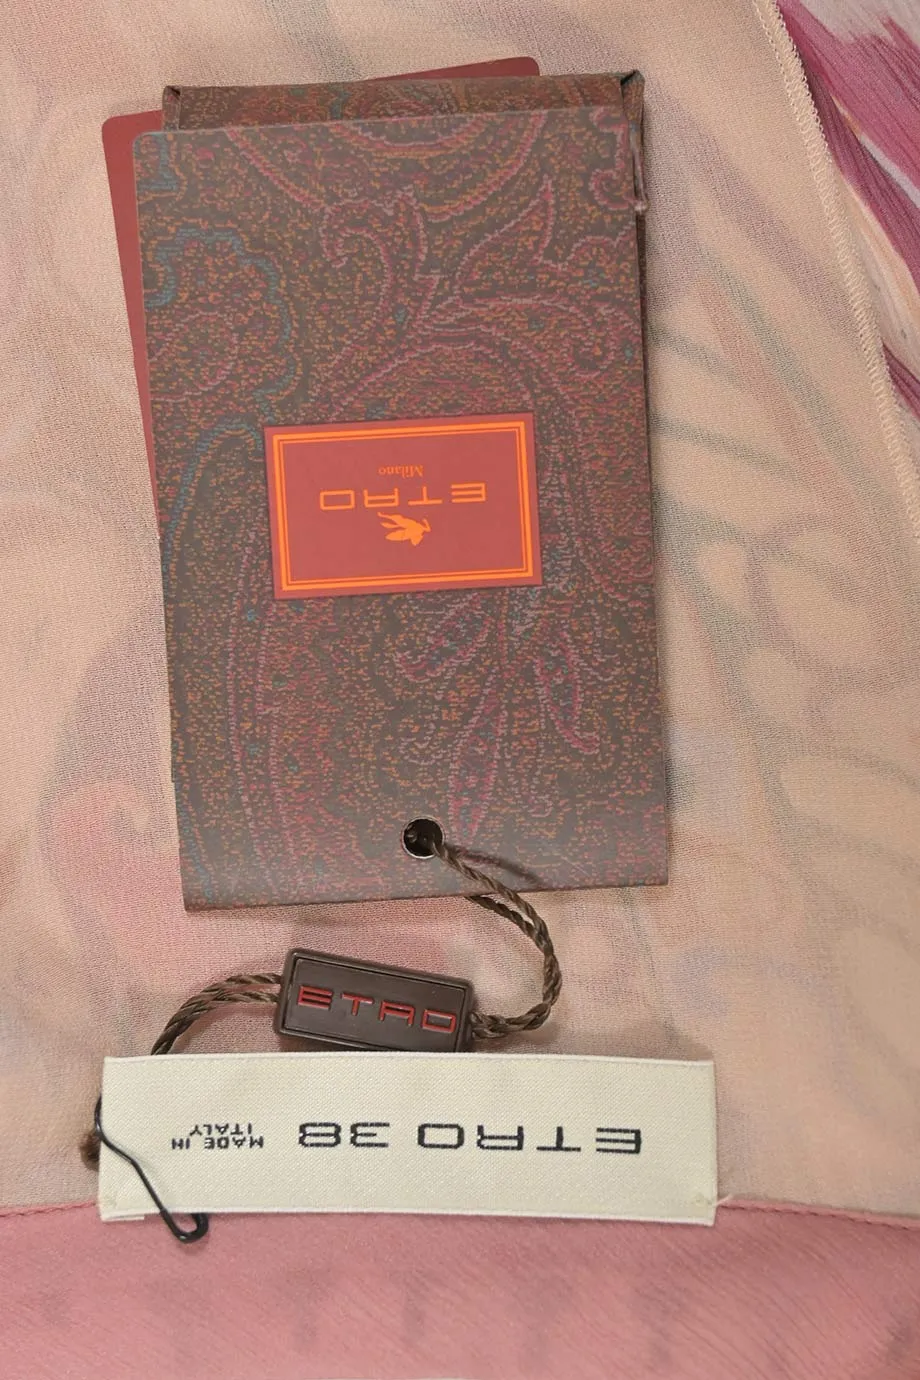 ETRO
Milano
ETRO
ETRO 38
MADE IN
ITALY